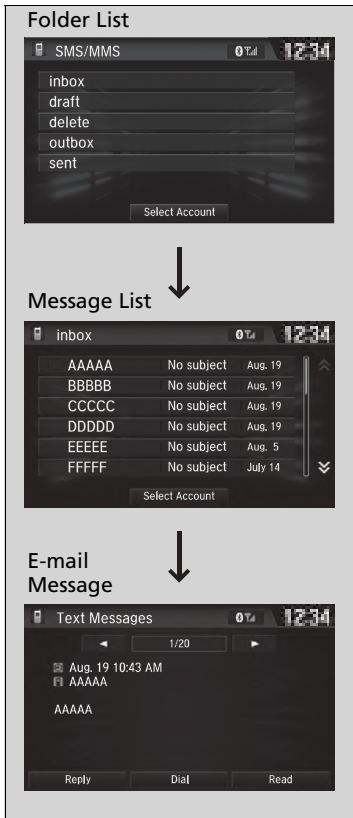 Folder List
SMS/MMS 12:34
inbox
draft
delete
outbox
sent
Select Account
Message List
inbox 12:34
AAAAA No subject Aug. 19
BBBBB No subject Aug. 19
CCCCC No subject Aug. 19
DDDDD No subject Aug. 19
EEEEE No subject Aug. 5
FFFFF No subject July 14
Select Account
E-mail
Message
Text Messages 12:34
1/20
Aug. 19 10:43 AM
AAAAA
AAAAA
Reply Dial Read